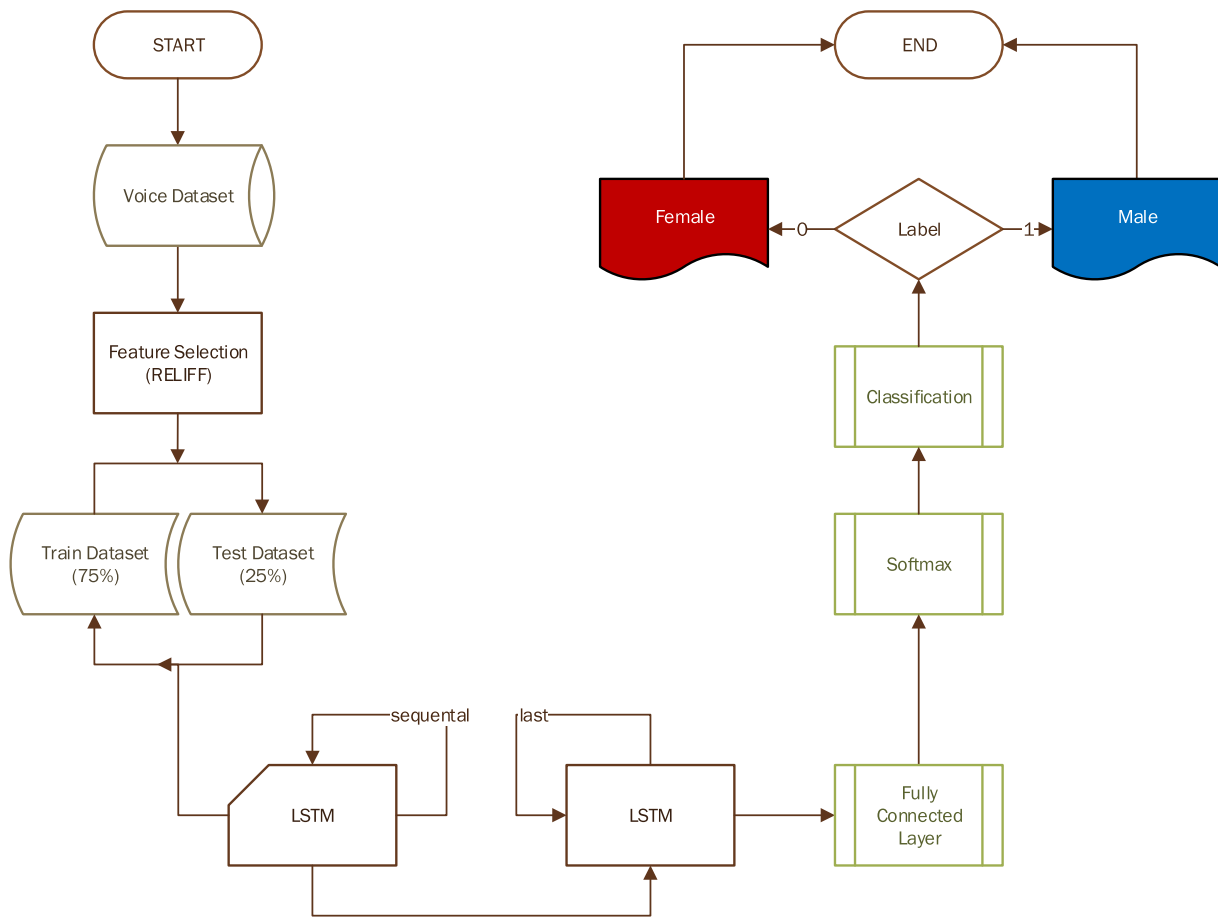 START
Voice Dataset
Feature Selection
(RELIFF)
Train Dataset
(75%)
Test Dataset
(25%)
sequental
LSTM
last
LSTM
Fully
Connected
Layer
Softmax
Classification
Label
0
1
Female
Male
END